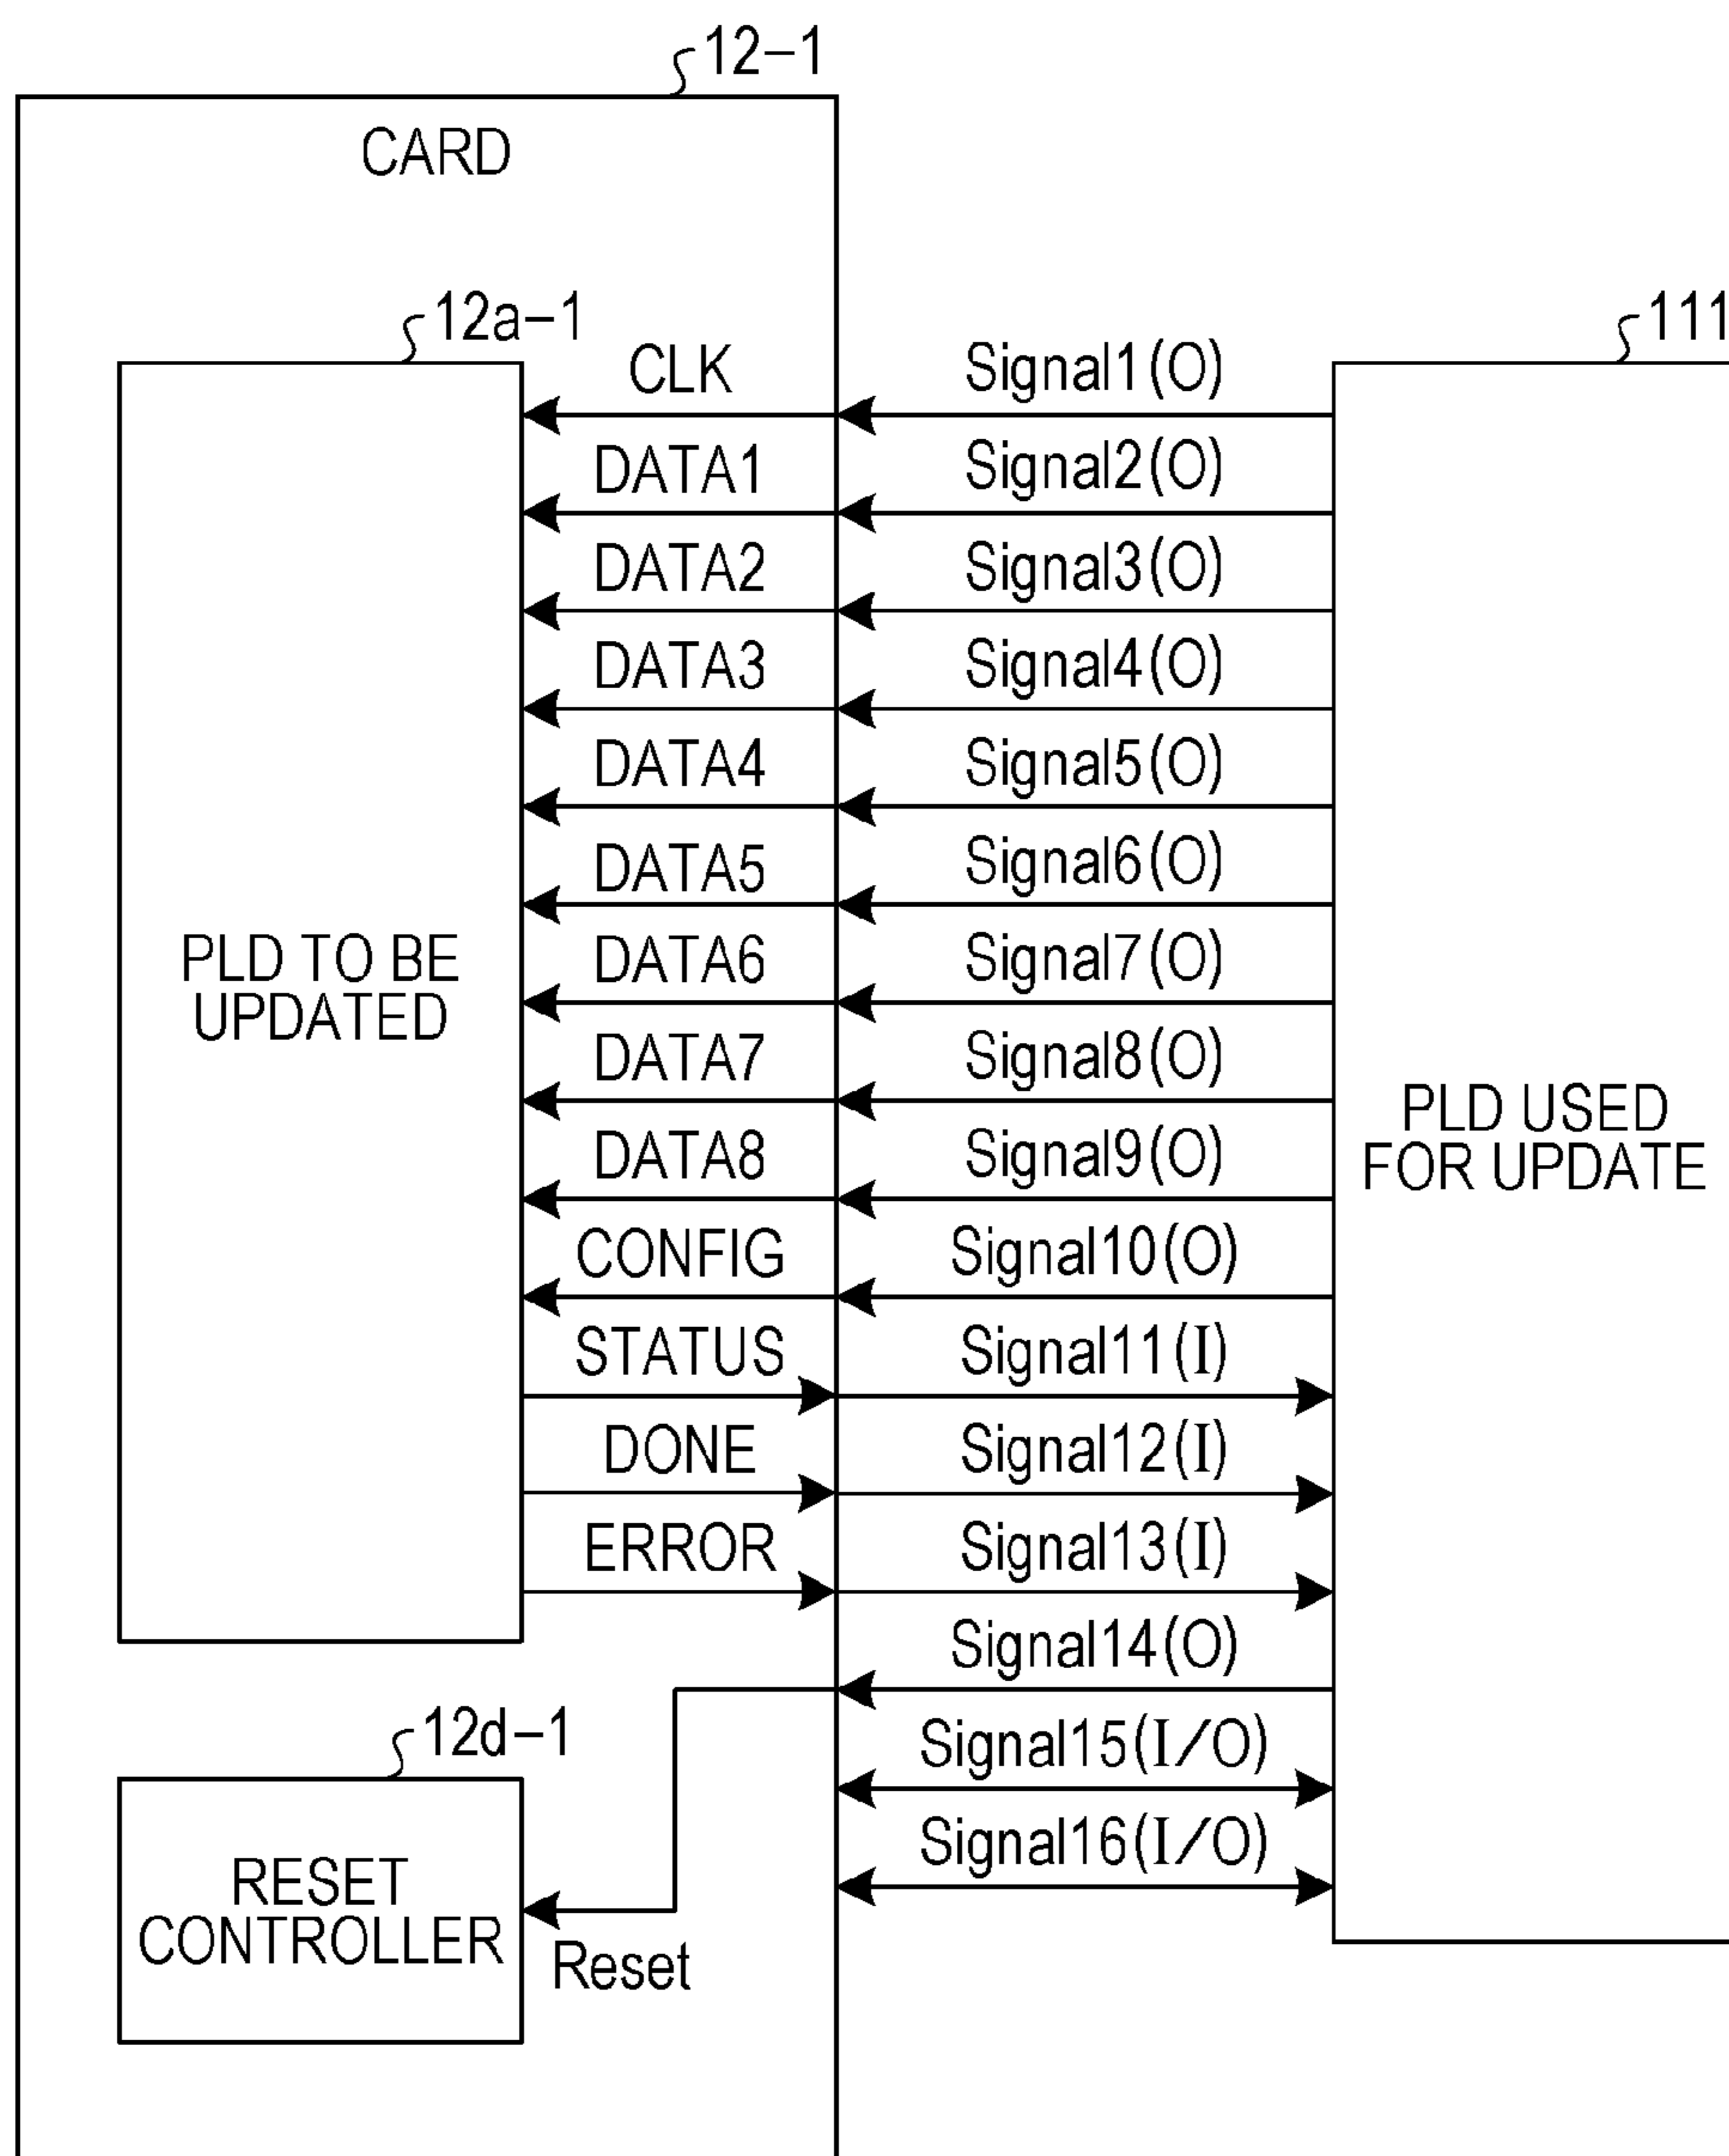 12-1
CARD
12a-1
111
CLK
Signal1(O)
DATA1
Signal2(O)
DATA2
Signal3(O)
DATA3
Signal4(O)
DATA4
Signal5(O)
DATA5
Signal6(O)
DATA6
Signal7(O)
DATA7
Signal8(O)
DATA8
Signal9(O)
CONFIG
Signal10(O)
STATUS
Signal11(I)
DONE
Signal12(I)
ERROR
Signal13(I)
Signal14(O)
Signal15(I/O)
Signal16(I/O)
PLD TO BE
UPDATED
PLD USED
FOR UPDATE
12d-1
RESET
CONTROLLER
Reset